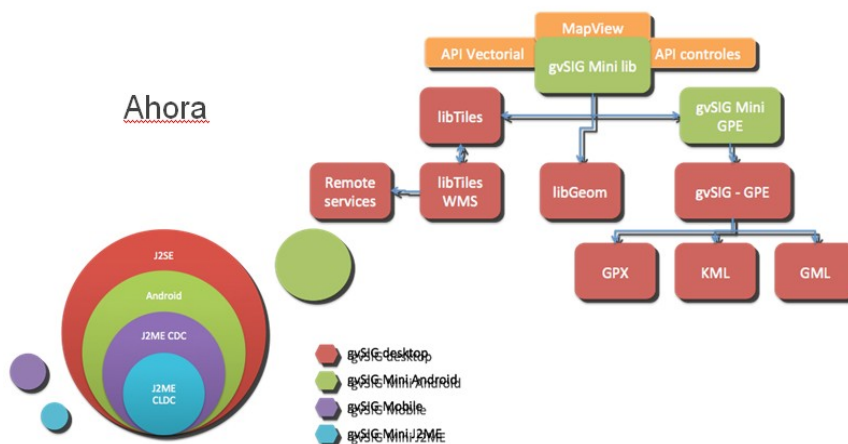 MapView
API Vectorial
gvSIG Mini lib
API controles
Ahora
libTiles
gvSIG Mini
GPE
Remote
services
libTiles
WMS
libGeom
gvSIG - GPE
GPX
KML
GML
J2SE
Android
J2ME CDC
J2ME
CLDC
gvSIG desktop
gvSIG Mini Android
gvSIG Mobile
gvSIG Mini J2ME